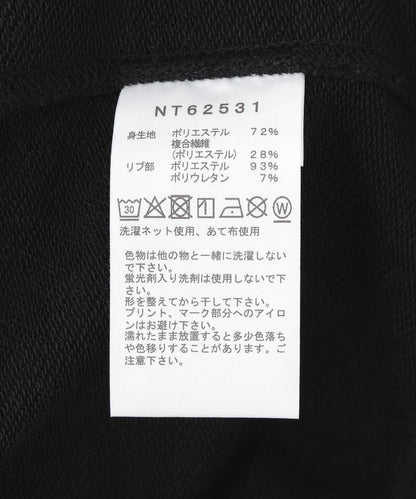 NT62531
身生地 ポリエステル 72%
複合繊維
(ポリエステル) 28%
リブ部 ポリエステル 93%
ポリウレタン 7%
30 W
洗濯ネット使用、あて布使用
色物は他の物と一緒に洗濯しない
で下さい。
蛍光剤入り洗剤は使用しないで下
さい。
形を整えてから干して下さい。
プリント、マーク部分へのアイロ
ンはお避け下さい。
濡れたまま放置すると多少色落ち
や色移りすることがあります。ご
注意下さい。